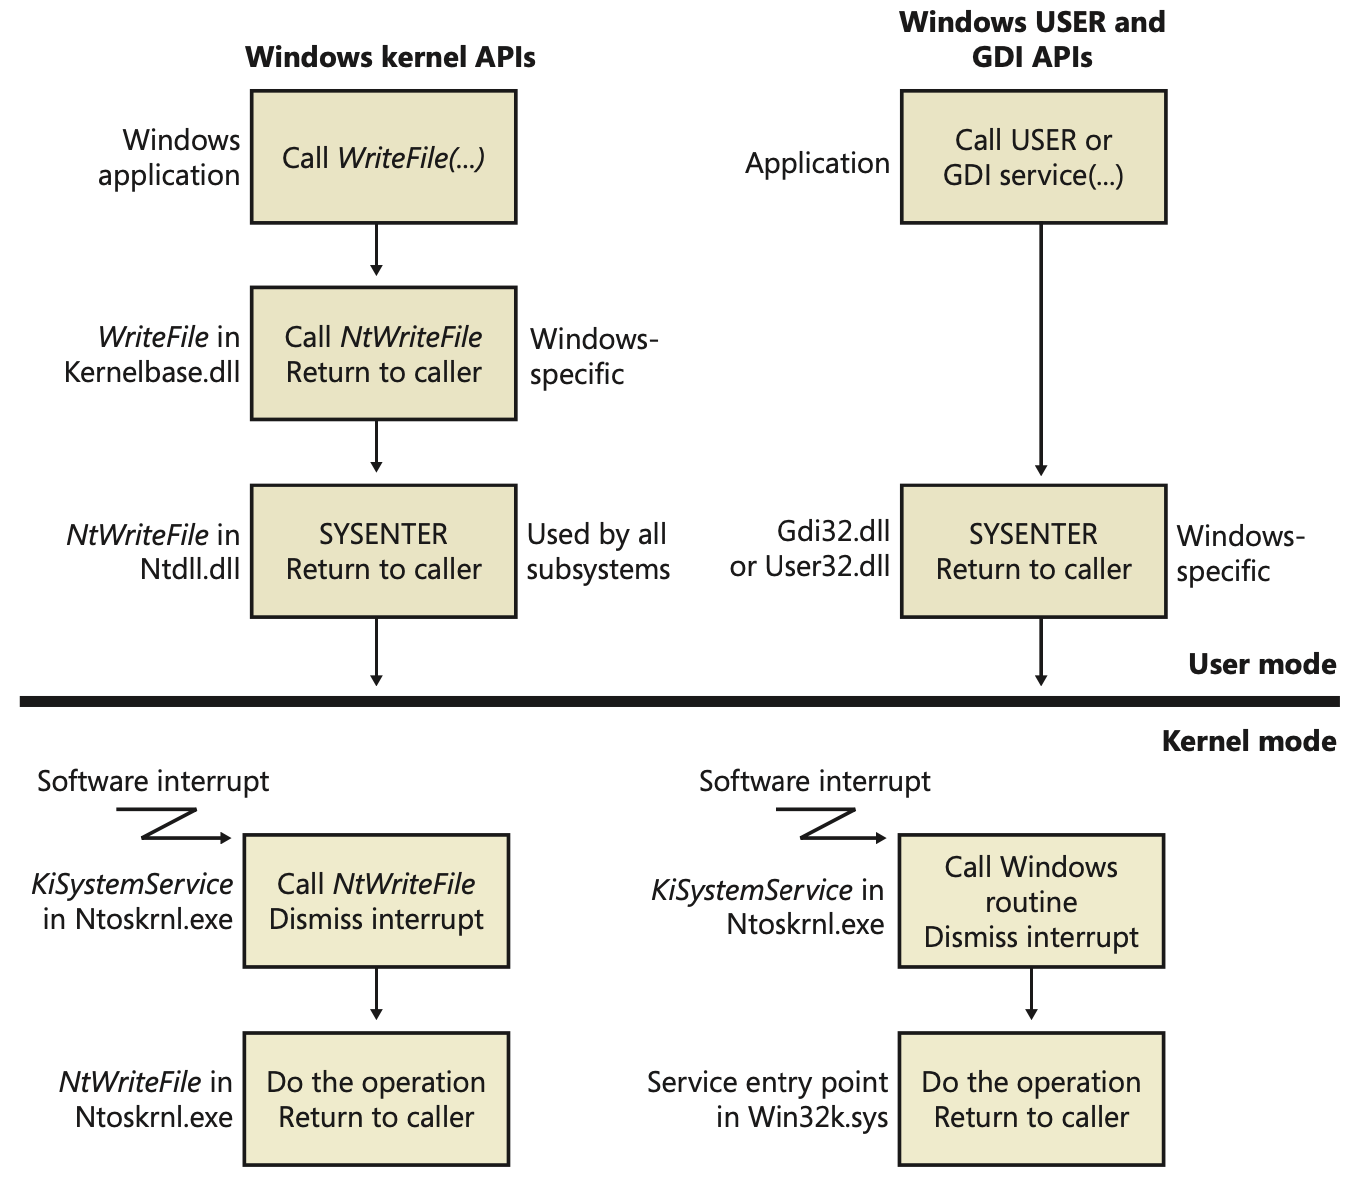 Windows kernel APIs
Windows
application
Call WriteFile(...)
WriteFile in
Kernelbase.dll
Call NtWriteFile
Return to caller
Windows-
specific
NtWriteFile in
Ntdll.dll
SYSENTER
Return to caller
Used by all
subsystems
Windows USER and
GDI APIs
Application
Call USER or
GDI service(...)
Gdi32.dll
or User32.dll
SYSENTER
Return to caller
Windows-
specific
User mode
Kernel mode
Software interrupt
KiSystemService
in Ntoskrnl.exe
Call NtWriteFile
Dismiss interrupt
NtWriteFile in
Ntoskrnl.exe
Do the operation
Return to caller
Software interrupt
KiSystemService in
Ntoskrnl.exe
Call Windows
routine
Dismiss interrupt
Service entry point
in Win32k.sys
Do the operation
Return to caller